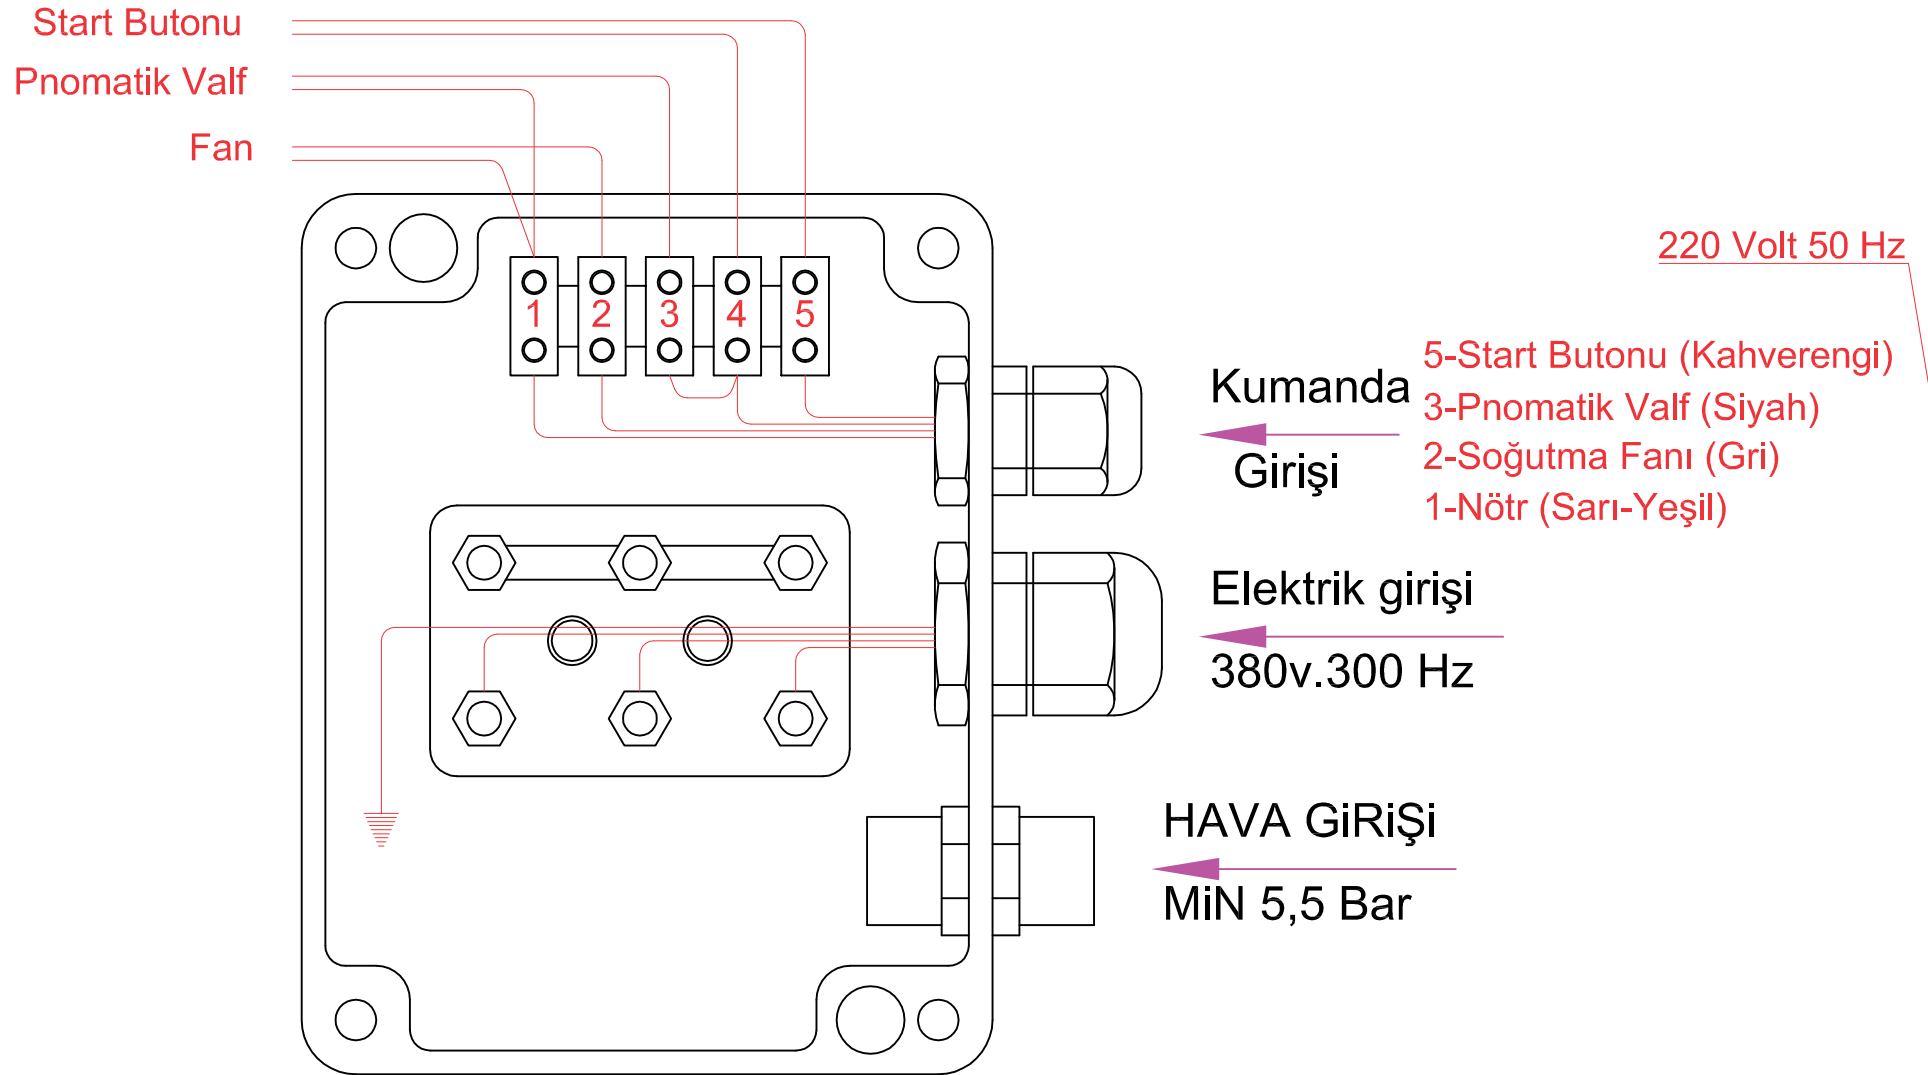 Start Butonu
Pnomatik Valf
Fan
1 2 3 4 5
220 Volt 50 Hz
Kumanda
Girişi
5-Start Butonu (Kahverengi)
3-Pnomatik Valf (Siyah)
2-Soğutma Fanı (Gri)
1-Nötr (Sarı-Yeşil)
Elektrik girişi
380v.300 Hz
HAVA GiRiŞi
MiN 5,5 Bar